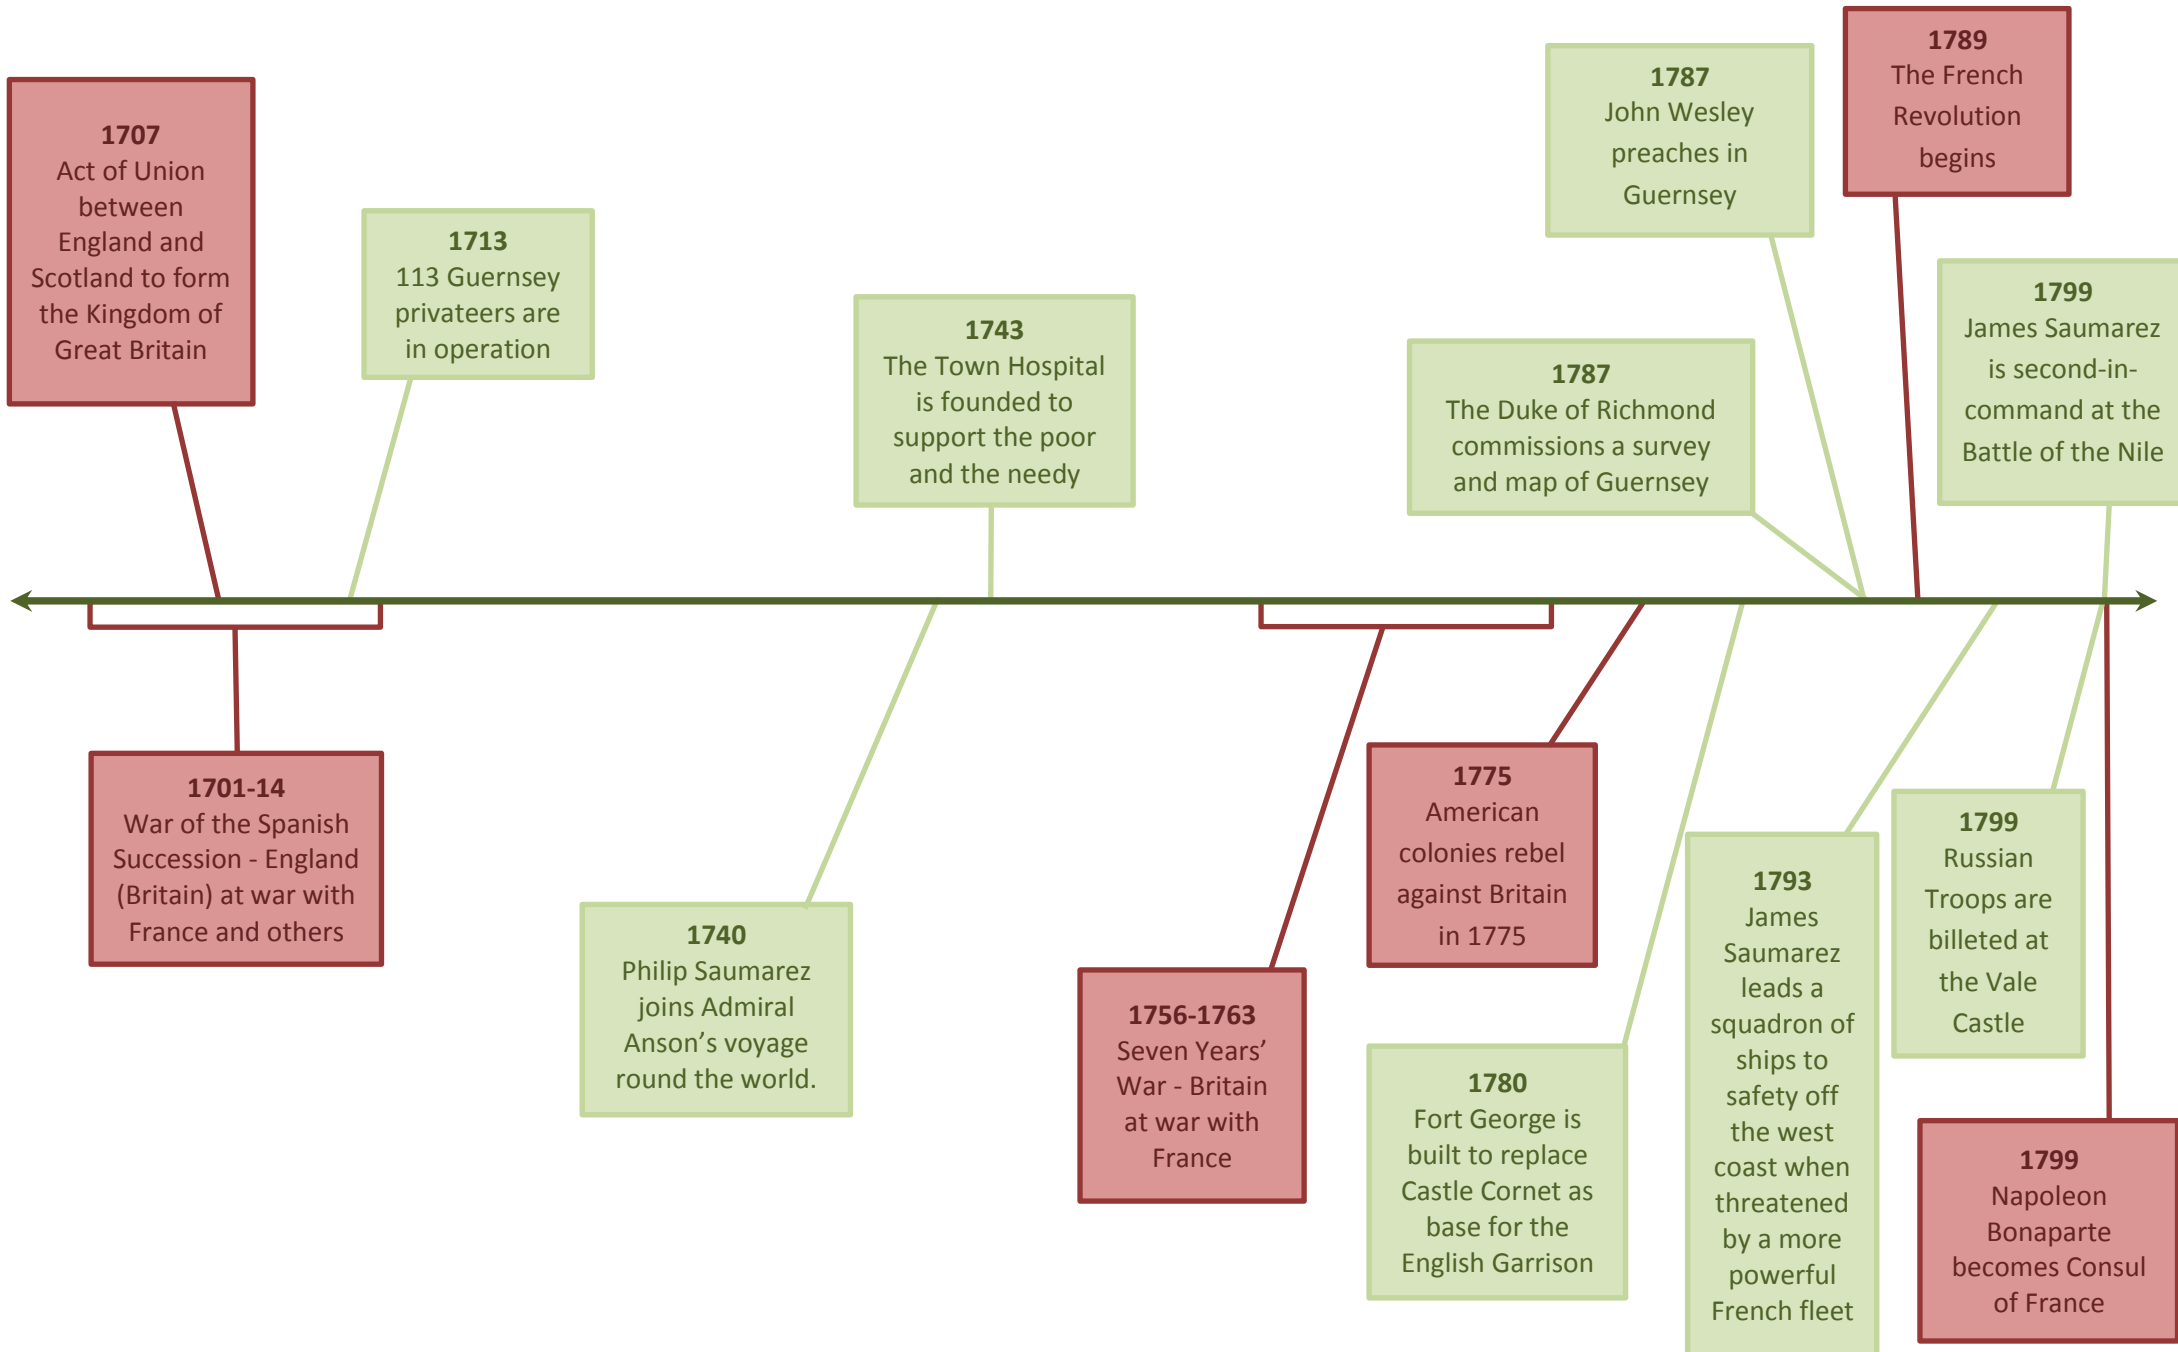 1707
Act of Union
between
England and
Scotland to form
the Kingdom of
Great Britain
1713
113 Guernsey
privateers are
in operation
1743
The Town Hospital
is founded to
support the poor
and the needy
1787
John Wesley
preaches in
Guernsey
1787
The Duke of Richmond
commissions a survey
and map of Guernsey
1789
The French
Revolution
begins
1799
James Saumarez
is second-in-
command at the
Battle of the Nile
1701-14
War of the Spanish
Succession - England
(Britain) at war with
France and others
1740
Philip Saumarez
joins Admiral
Anson’s voyage
round the world.
1756-1763
Seven Years’
War - Britain
at war with
France
1775
American
colonies rebel
against Britain
in 1775
1780
Fort George is
built to replace
Castle Cornet as
base for the
English Garrison
1793
James
Saumarez
leads a
squadron of
ships to
safety off
the west
coast when
threatened
by a more
powerful
French fleet
1799
Russian
Troops are
billeted at
the Vale
Castle
1799
Napoleon
Bonaparte
becomes Consul
of France